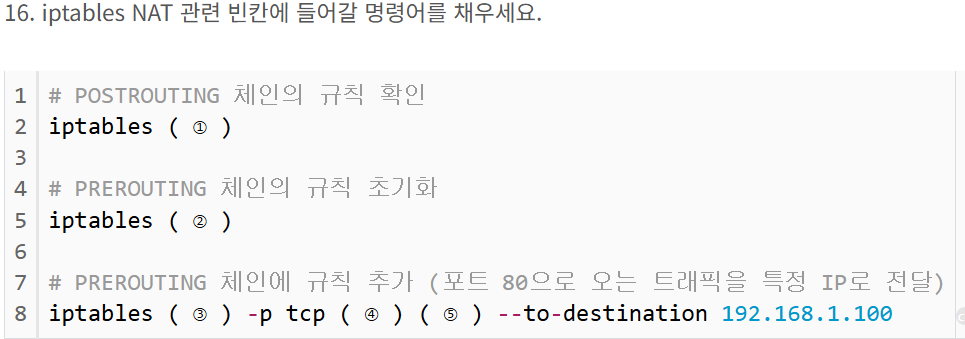 16. iptables NAT 관련 빈칸에 들어갈 명령어를 채우세요.
1 # POSTROUTING 체인의 규칙 확인
2 iptables ( ① )
3
4 # PREROUTING 체인의 규칙 초기화
5 iptables ( ② )
6
7 # PREROUTING 체인에 규칙 추가 (포트 80으로 오는 트래픽을 특정 IP로 전달)
8 iptables ( ③ ) -p tcp ( ④ ) ( ⑤ ) --to-destination 192.168.1.100